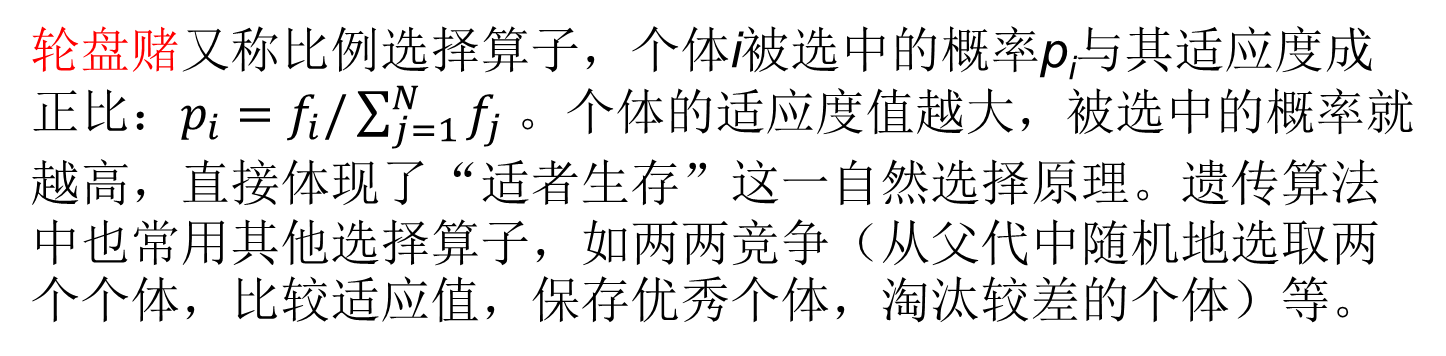 轮盘赌又称比例选择算子，个体i被选中的概率pᵢ与其适应度成
正比：pᵢ = fᵢ/∑ᴺⱼ₌₁ fⱼ 。个体的适应度值越大，被选中的概率就
越高，直接体现了“适者生存”这一自然选择原理。遗传算法
中也常用其他选择算子，如两两竞争（从父代中随机地选取两
个个体，比较适应值，保存优秀个体，淘汰较差的个体）等。